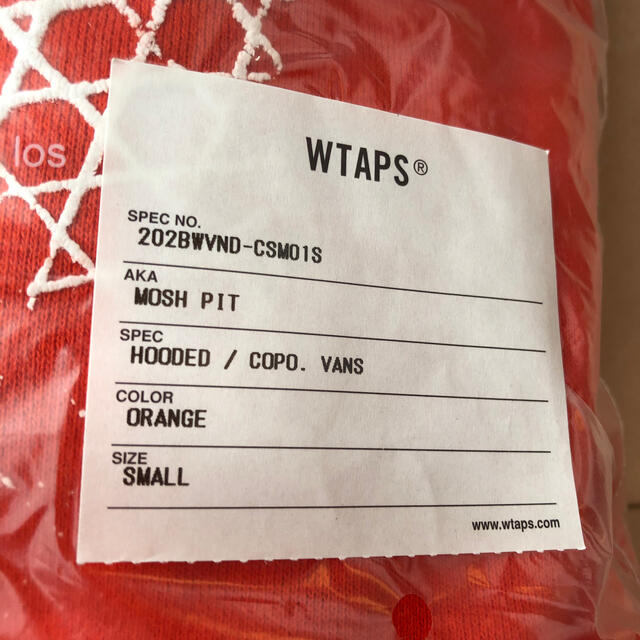 los
WTAPS®
SPEC NO.
202BWVND-CSM01S
AKA
MOSH PIT
SPEC
HOODED / COPO. VANS
COLOR
ORANGE
SIZE
SMALL
www.wtaps.com